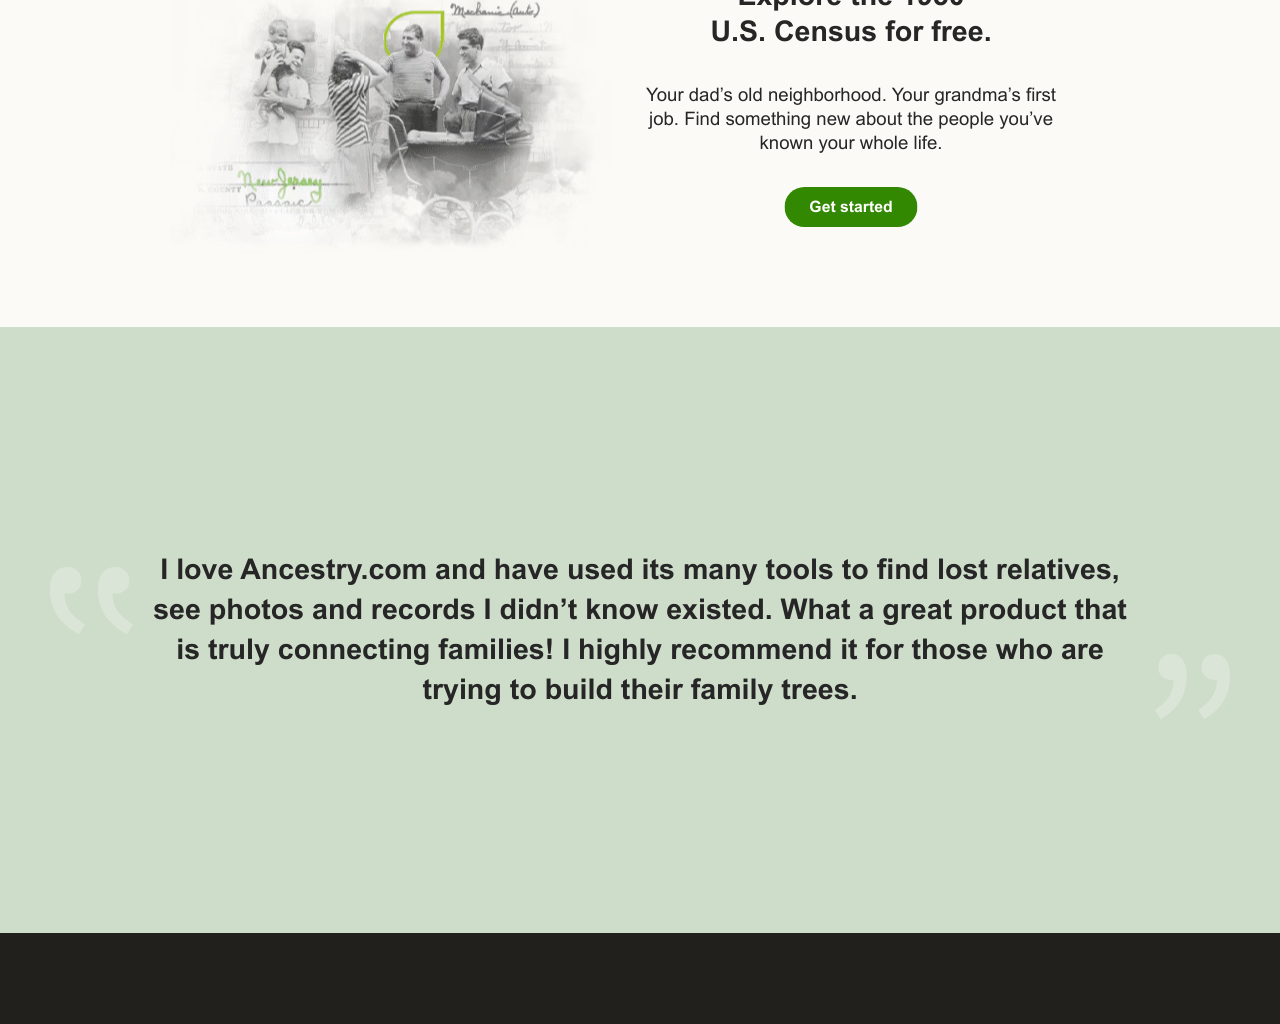 Mechanic (auto)
Explore the 1950
U.S. Census for free.
Your dad’s old neighborhood. Your grandma’s first
job. Find something new about the people you’ve
known your whole life.
New Jersey
COUNTY
Passaic
Get started
I love Ancestry.com and have used its many tools to find lost relatives,
see photos and records I didn’t know existed. What a great product that
is truly connecting families! I highly recommend it for those who are
trying to build their family trees.